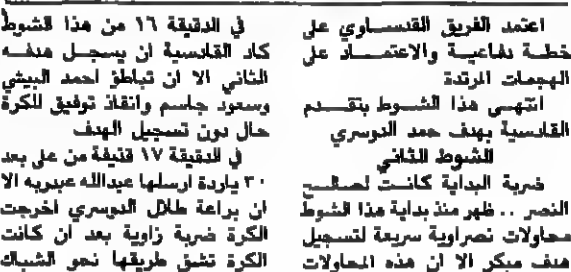 اعتمد الفريق القدساوي على
خطة دفاعية والاعتماد على
الهجمات المرتدة
انتهى هذا الشوط بتقدم
القادسية بهدف حمد الدوسري
الشوط الثاني
ضربة البداية كانت لصالح
النصر .. ظهر منذ بداية هذا الشوط
محاولات نصراوية سريعة لتسجيل
هدف مبكر الا ان هذه المحاولات
في الدقيقة ١٦ من هذا الشوط
كاد القادسية ان يسجل هدفه
الثاني الا ان تباطؤ احمد البيشي
وسعود جاسم وانقاذ توفيق للكرة
حال دون تسجيل الهدف
في الدقيقة ١٧ قذيفة من على بعد
٣٠ ياردة ارسلها عبدالله عبدربه الا
ان براعة طلال الدوسري اخرجت
الكرة ضربة زاوية بعد ان كانت
الكرة تشق طريقها نحو الشباك